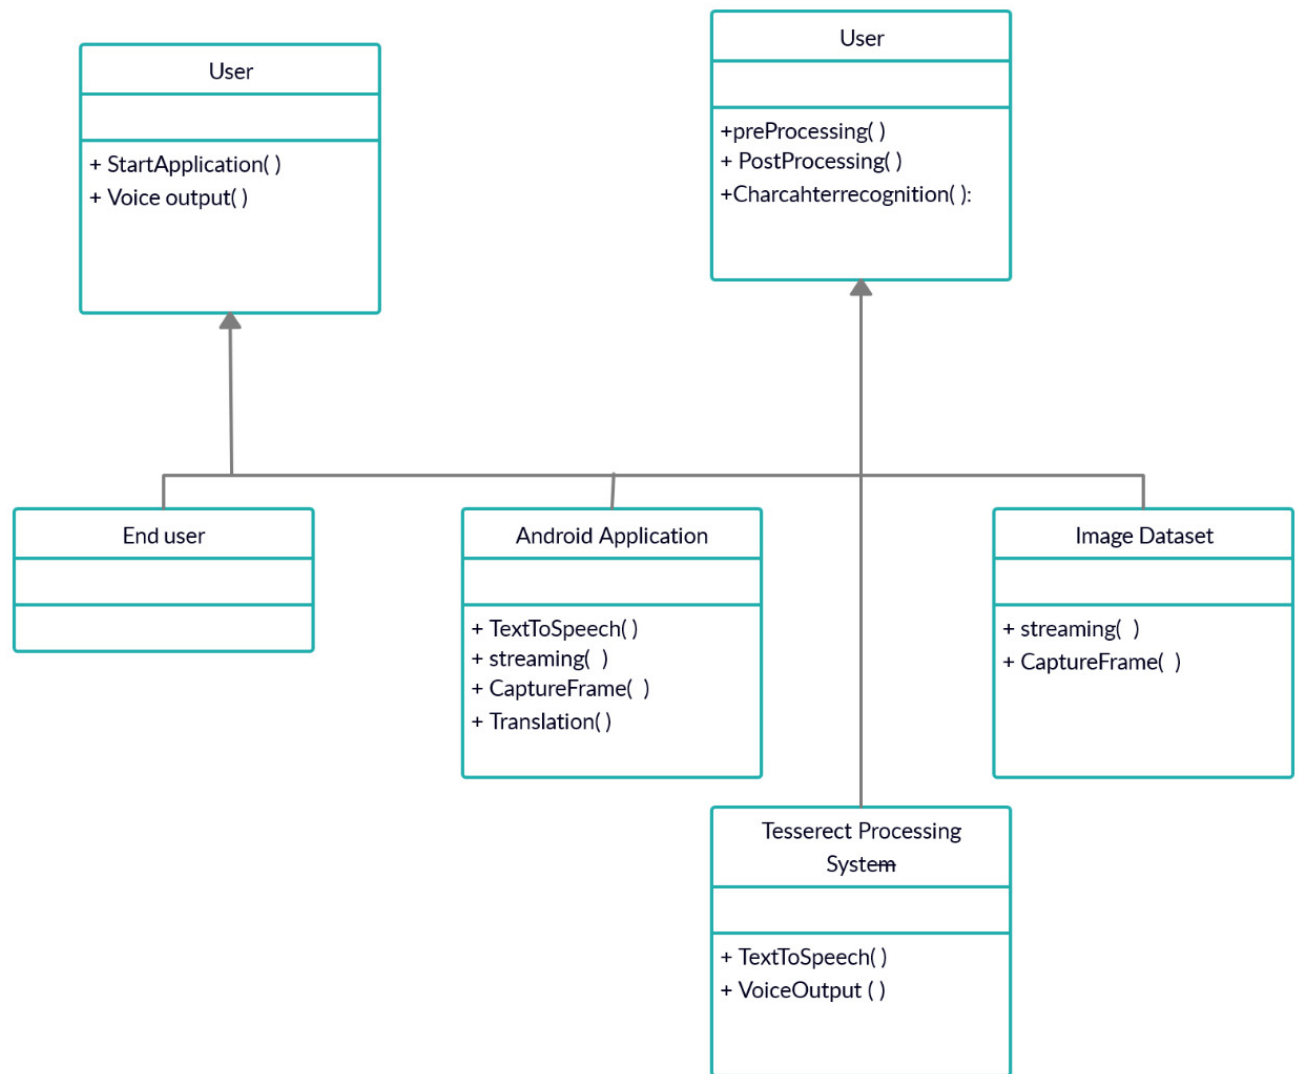 User
+ StartApplication( )
+ Voice output( )
User
+preProcessing( )
+ PostProcessing( )
+Charcahterrecognition( ):
End user
Android Application
+ TextToSpeech( )
+ streaming(  )
+ CaptureFrame(  )
+ Translation( )
Image Dataset
+ streaming(  )
+ CaptureFrame(  )
Tesserect Processing
System
+ TextToSpeech( )
+ VoiceOutput ( )